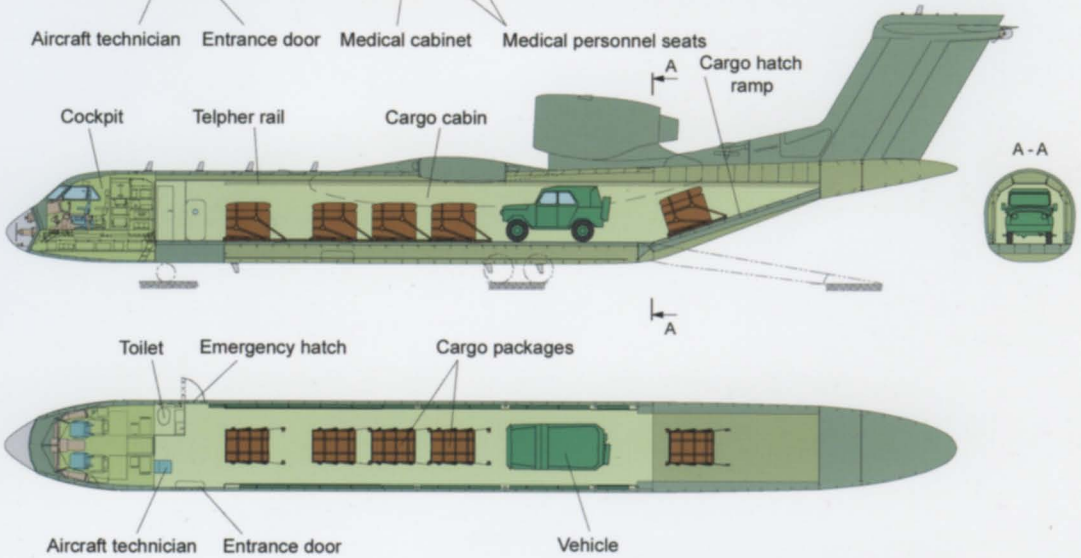 Aircraft technician Entrance door Medical cabinet Medical personnel seats
A
Cargo hatch
ramp
Cockpit Telpher rail Cargo cabin
A - A
A
Toilet Emergency hatch Cargo packages
Aircraft technician Entrance door Vehicle